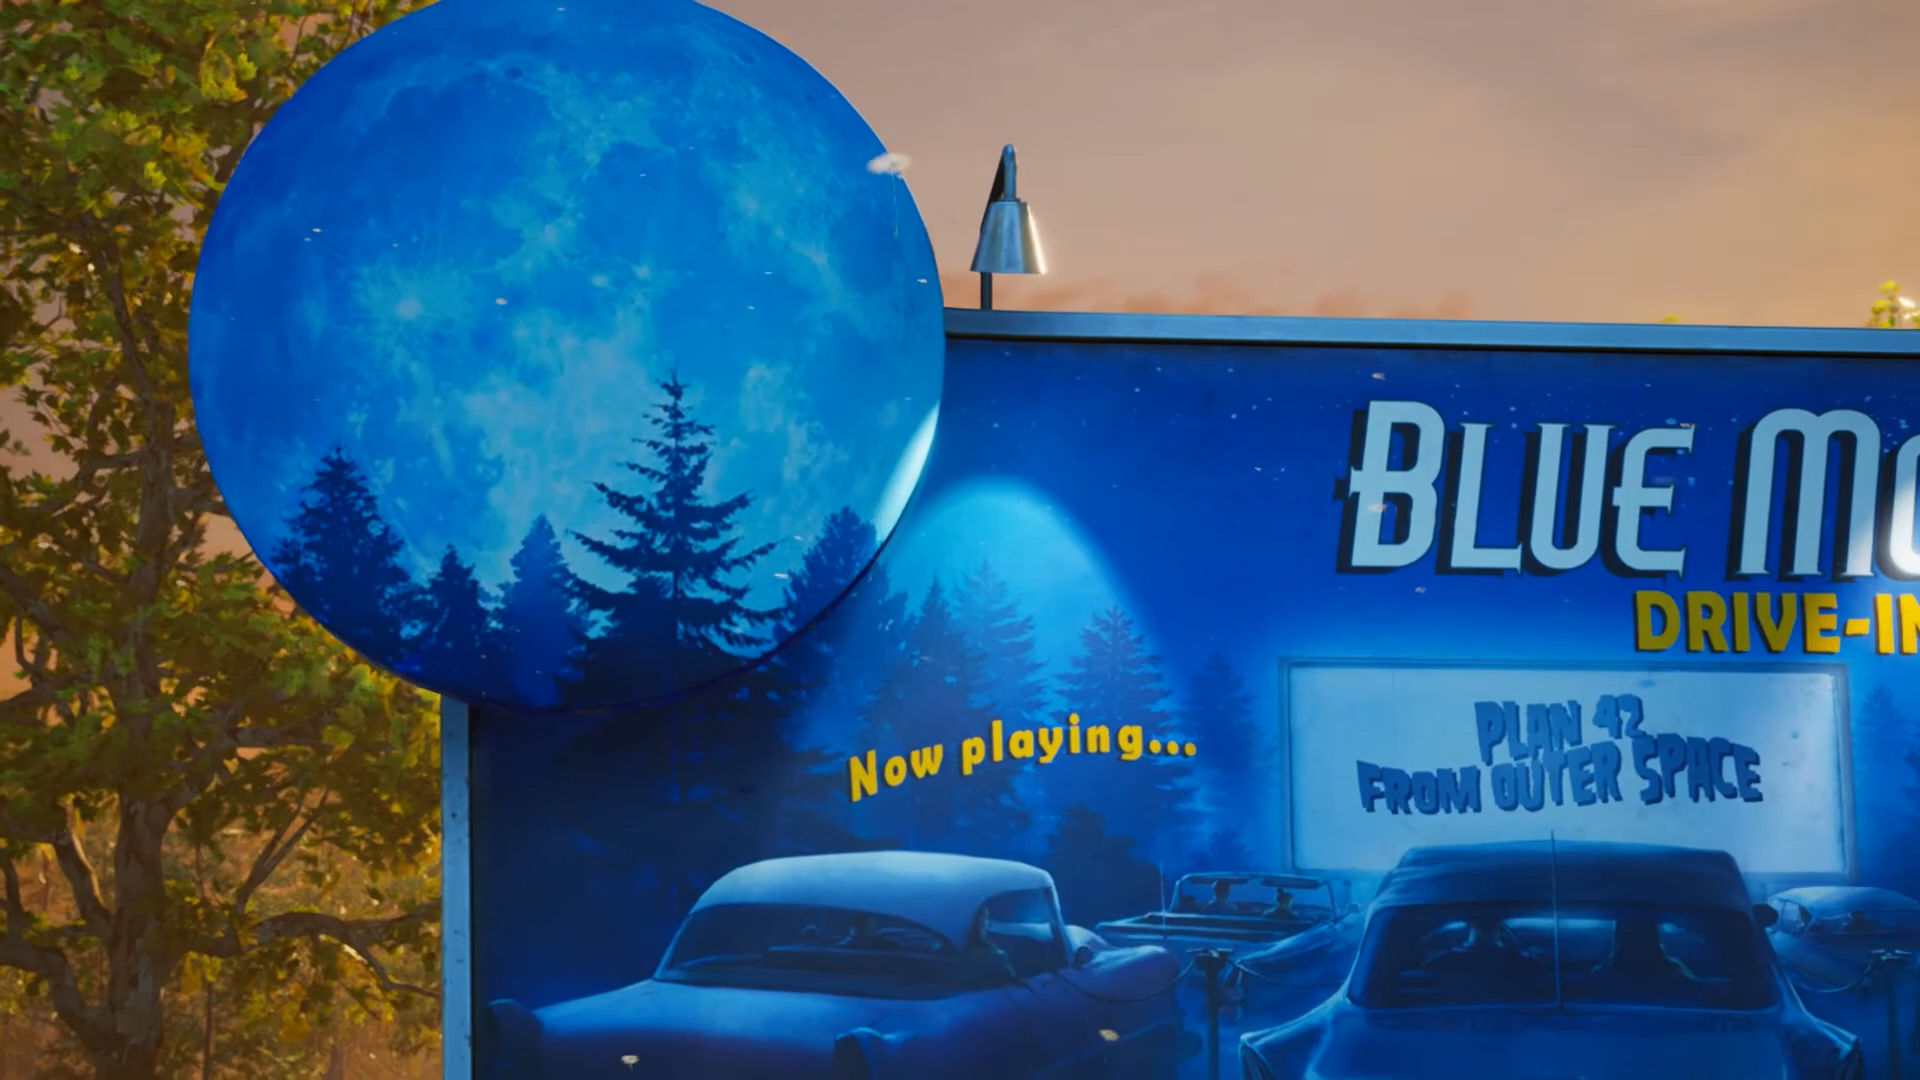 BLUE MO
DRIVE-IN
Now playing...
PLAN 42
FROM OUTER SPACE